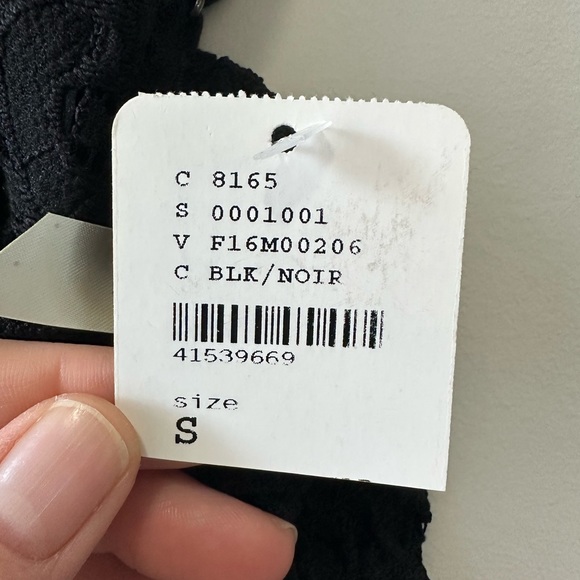 C 8165
S 0001001
V F16M00206
C BLK/NOIR
41539669
size
S